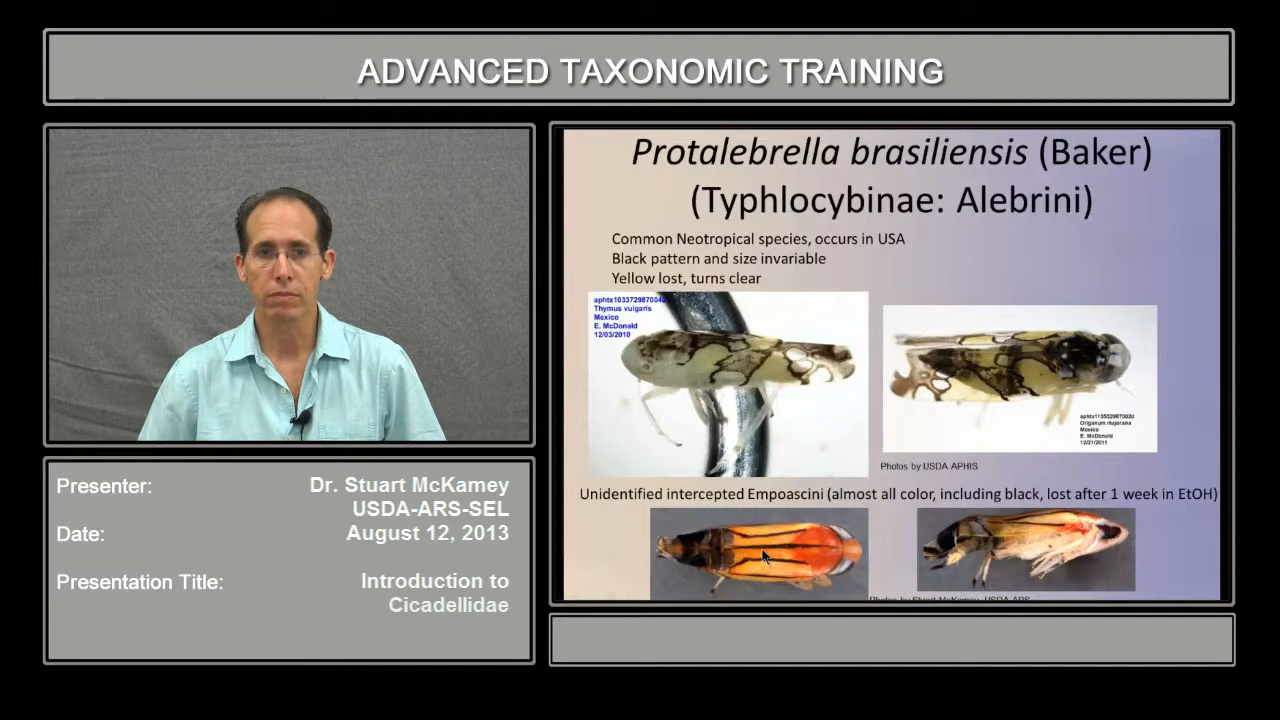 ADVANCED TAXONOMIC TRAINING
Protalebrella brasiliensis (Baker)
(Typhlocybinae: Alebrini)
Common Neotropical species, occurs in USA
Black pattern and size invariable
Yellow lost, turns clear
Thymus vulgaris
Mexico
E. McDonald
12/03/2010
Origanum majorana
Mexico
E. McDonald
12/21/2011
Photos by USDA APHIS
Unidentified intercepted Empoascini (almost all color, including black, lost after 1 week in EtOH)
Photos by Stuart McKamey, USDA-ARS
Presenter: Dr. Stuart McKamey
USDA-ARS-SEL
Date: August 12, 2013
Presentation Title: Introduction to
Cicadellidae